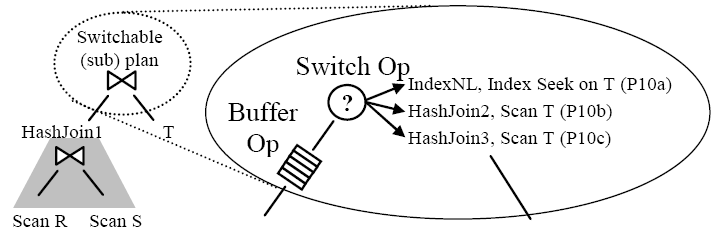 Switchable
(sub) plan
HashJoin1
T
Scan R
Scan S
Switch Op
?
Buffer
Op
IndexNL, Index Seek on T (P10a)
HashJoin2, Scan T (P10b)
HashJoin3, Scan T (P10c)